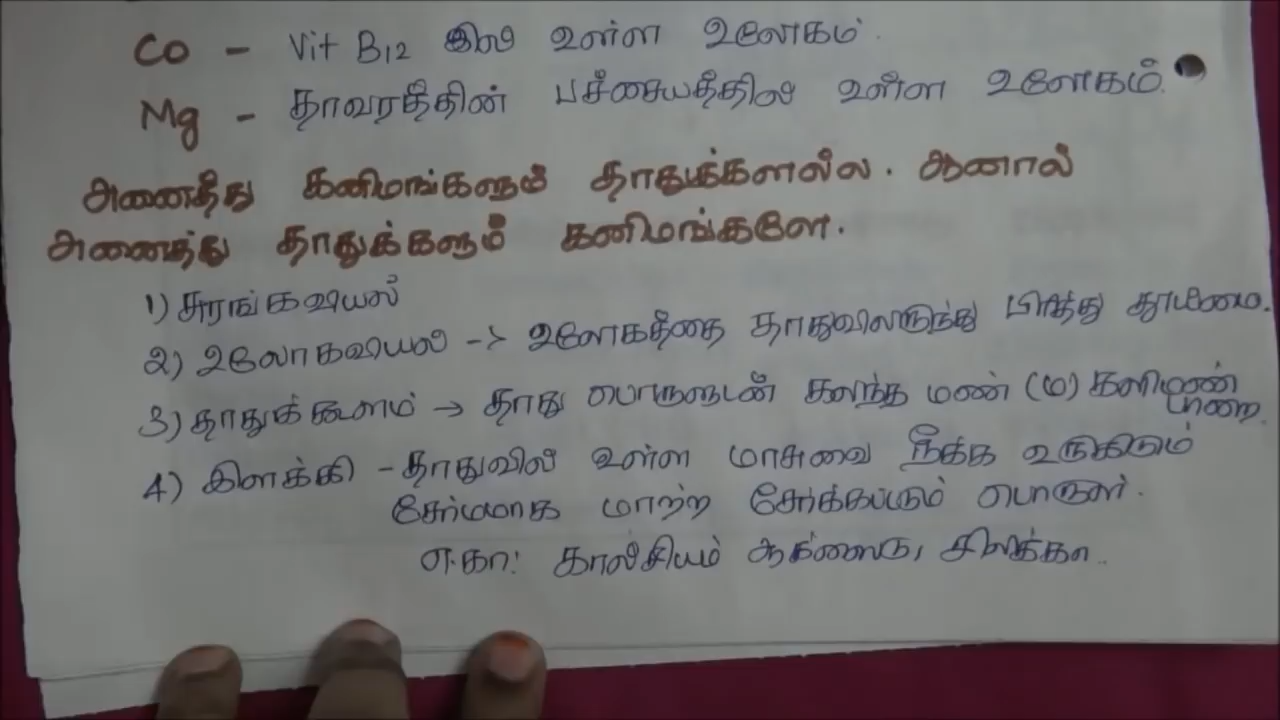 Co - Vit B12 இல் உள்ள உலோகம்.
Mg - தாவரத்தின் பச்சையத்தில் உள்ள உலோகம்.
அனைத்து கனிமங்களும் தாதுக்களல்ல. ஆனால்
அனைத்து தாதுக்களும் கனிமங்களே.
1) சுரங்கவியல்
2) உலோகவியல் -> உலோகத்தை தாதுவிலிருந்து பிரித்து தூய்மை.
3) தாதுக்கூளம் -> தாது பொருளுடன் கலந்த மண் (ம) களிமண்
பாறை
4) இளக்கி - தாதுவில் உள்ள மாசுவை நீக்க உருகிடும்
சேர்மமாக மாற்ற சேர்க்கப்படும் பொருள்.
எ.கா: கால்சியம் ஆக்ஸைடு, சிலிக்கா..